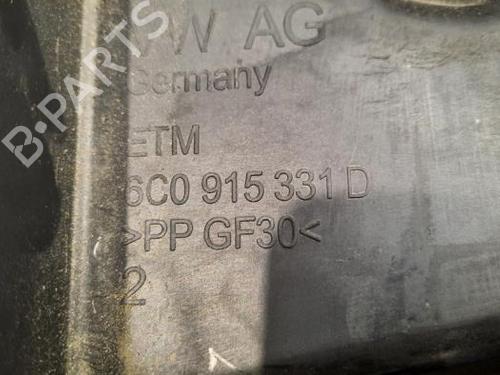 VW AG
Germany
ETM
6C0 915 331 D
>PP GF30<
2
B-PARTS